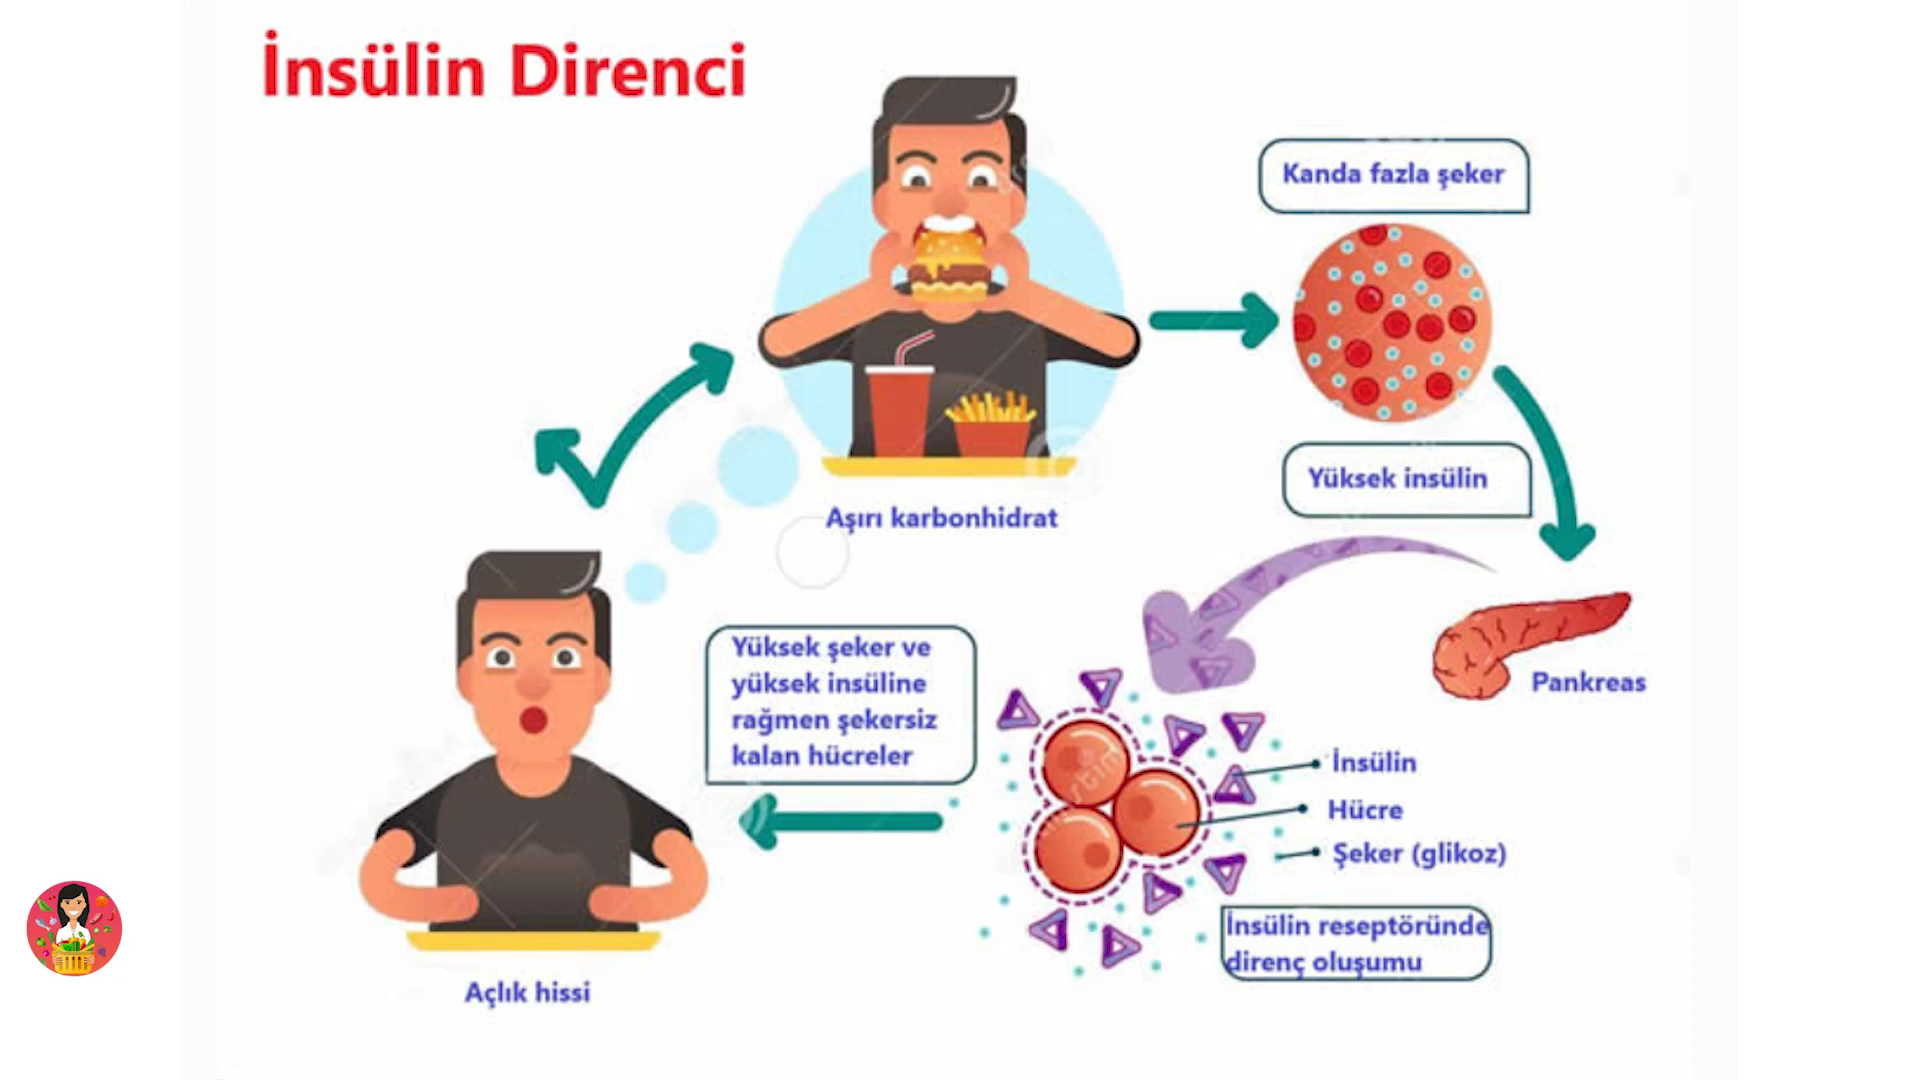 İnsülin Direnci
Kanda fazla şeker
Yüksek insülin
Aşırı karbonhidrat
Yüksek şeker ve
yüksek insüline
rağmen şekersiz
kalan hücreler
Pankreas
İnsülin
Hücre
Şeker (glikoz)
İnsülin reseptöründe
direnç oluşumu
Açlık hissi